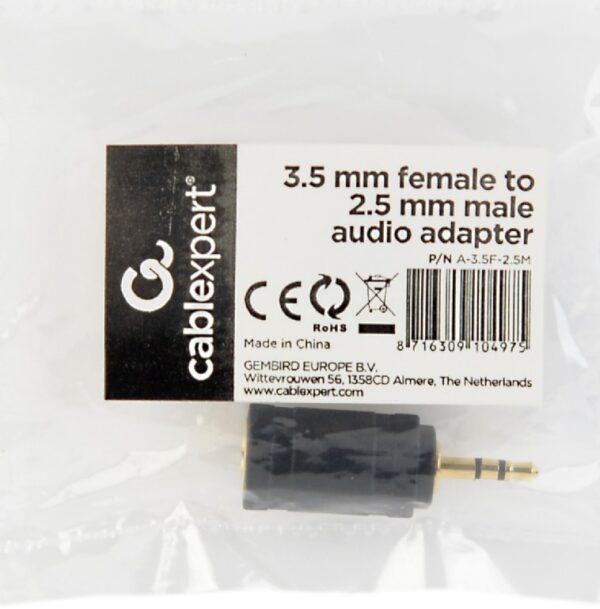 cablexpert®
3.5 mm female to
2.5 mm male
audio adapter
P/N A-3.5F-2.5M
CE
RoHS
Made in China
8 716309 104975
GEMBIRD EUROPE B.V.
Wittevrouwen 56, 1358CD Almere, The Netherlands
www.cablexpert.com